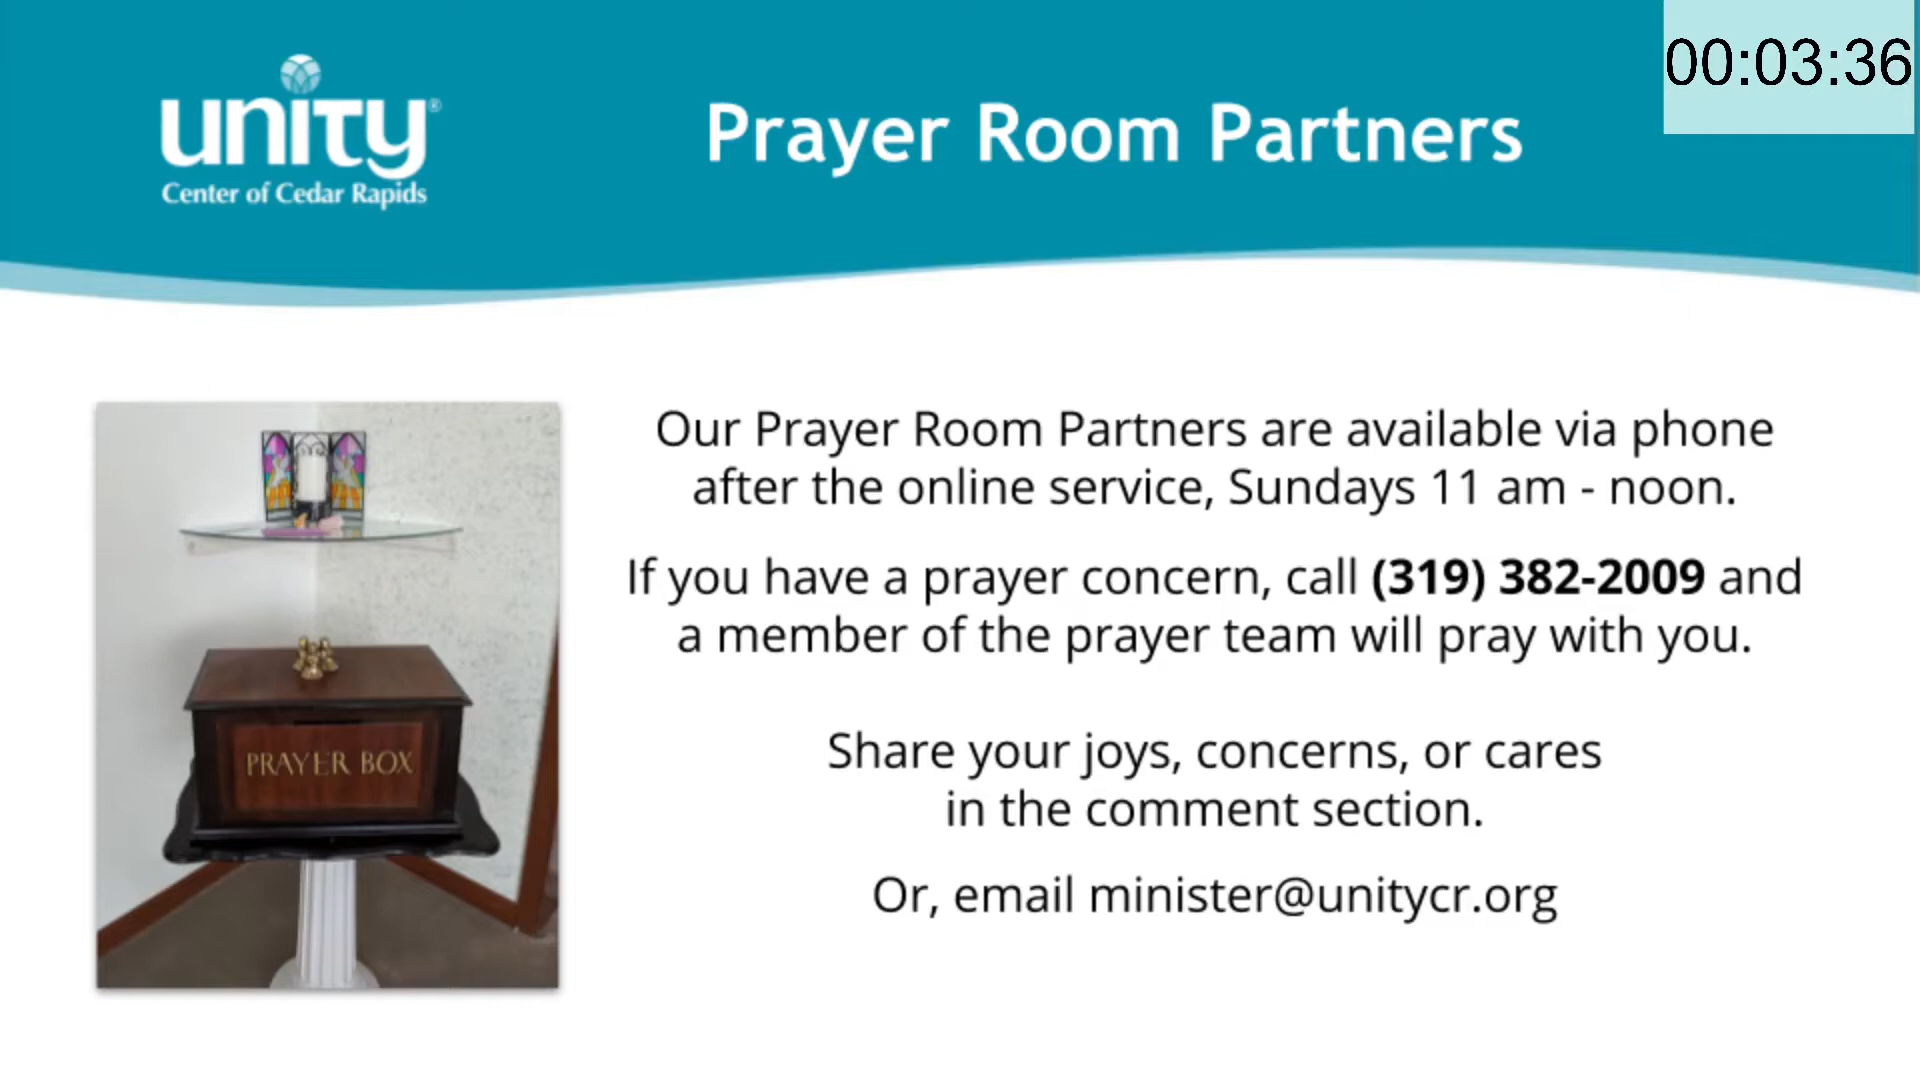 unity®
Center of Cedar Rapids
Prayer Room Partners
00:03:36
Our Prayer Room Partners are available via phone
after the online service, Sundays 11 am - noon.
If you have a prayer concern, call (319) 382-2009 and
a member of the prayer team will pray with you.
Share your joys, concerns, or cares
in the comment section.
Or, email minister@unitycr.org
PRAYER BOX